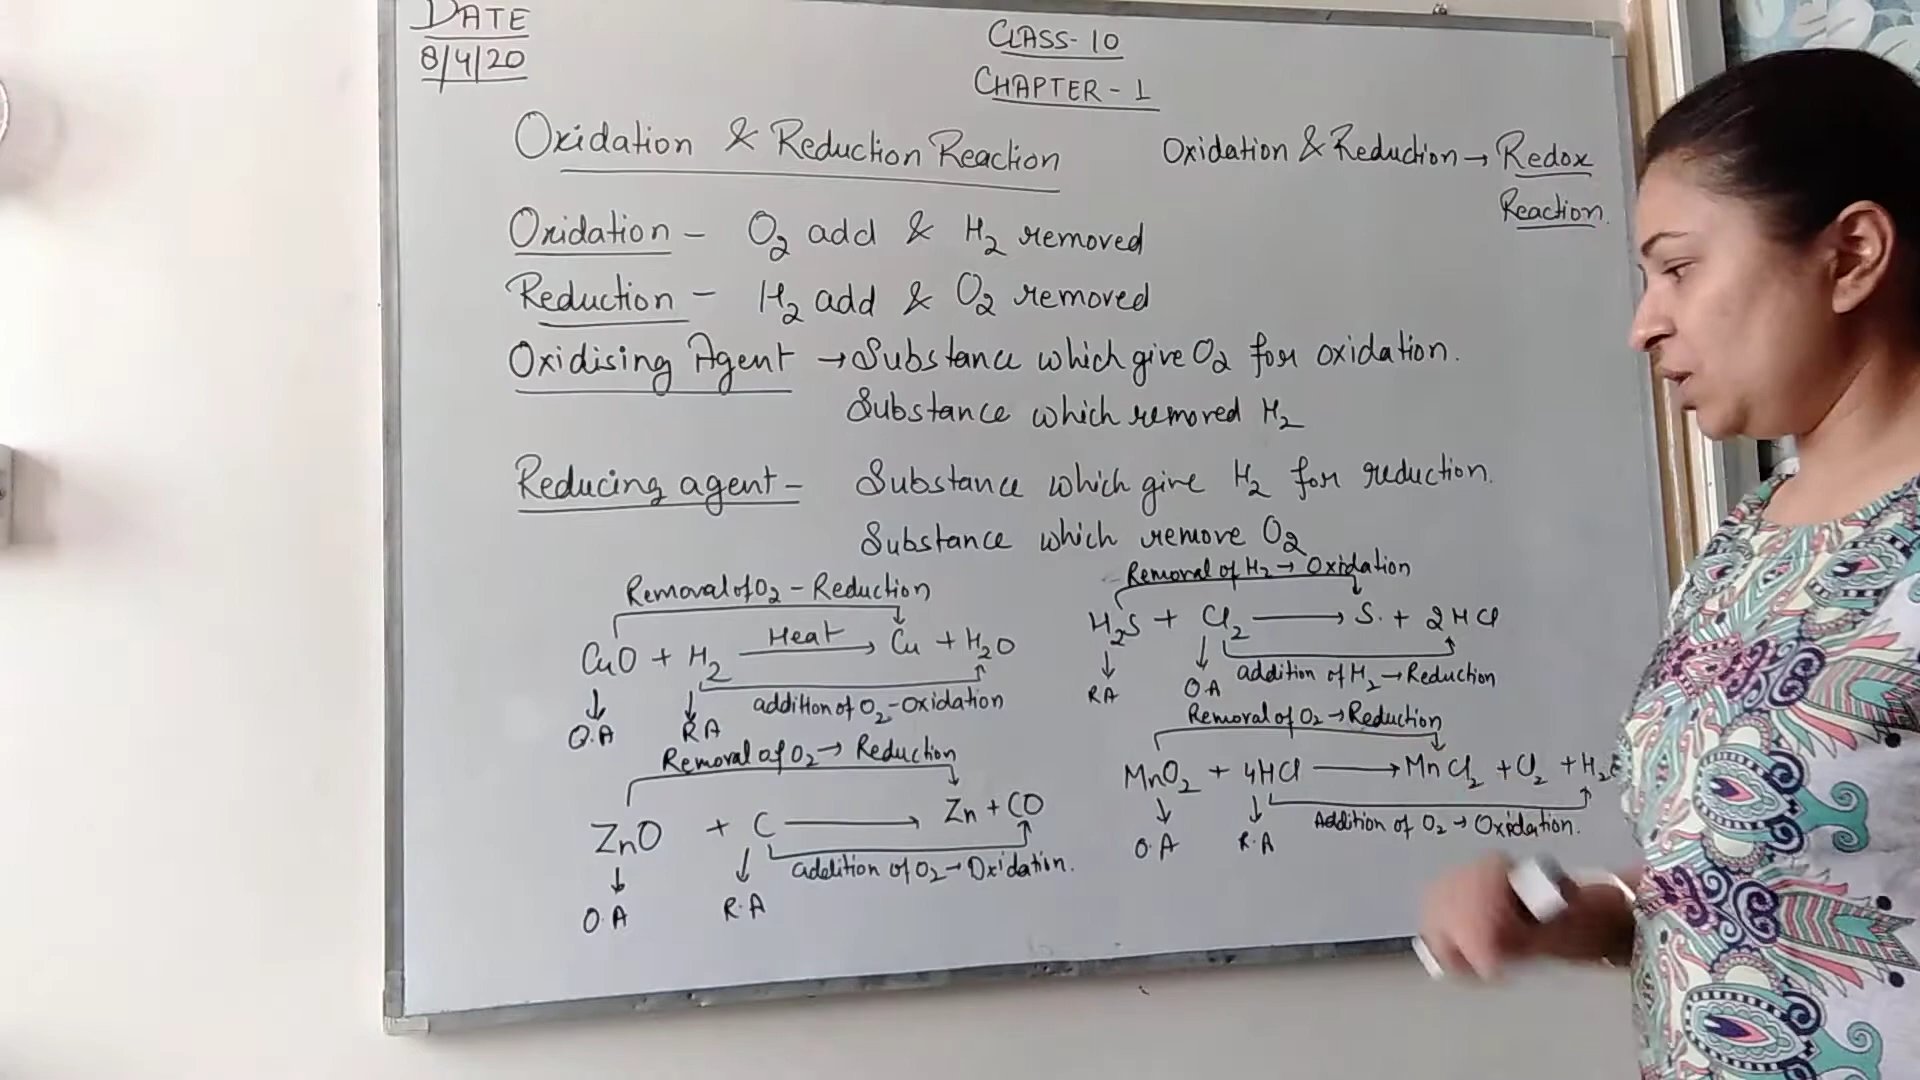 DATE
8/4/20
CLASS-10
CHAPTER-1
Oxidation & Reduction Reaction
Oxidation & Reduction → Redox
Reaction.
Oxidation - O₂ add & H₂ removed
Reduction - H₂ add & O₂ removed
Oxidising Agent → Substance which give O₂ for oxidation.
Substance which removed H₂
Reducing agent - Substance which give H₂ for reduction.
Substance which remove O₂
Removal of O₂ - Reduction
CuO + H₂ Heat → Cu + H₂O
↓ ↓ addition of O₂ - Oxidation
O.A RA
Removal of O₂ → Reduction
ZnO + C → Zn + CO
↓ ↓ addition of O₂ → Oxidation.
O.A R.A
Removal of H₂ → Oxidation
H₂S + Cl₂ → S. + 2HCl
↓ ↓ addition of H₂ → Reduction
RA O.A
Removal of O₂ → Reduction
MnO₂ + 4HCl → MnCl₂ + Cl₂ + H₂
↓ ↓ Addition of O₂ → Oxidation.
O.A R.A